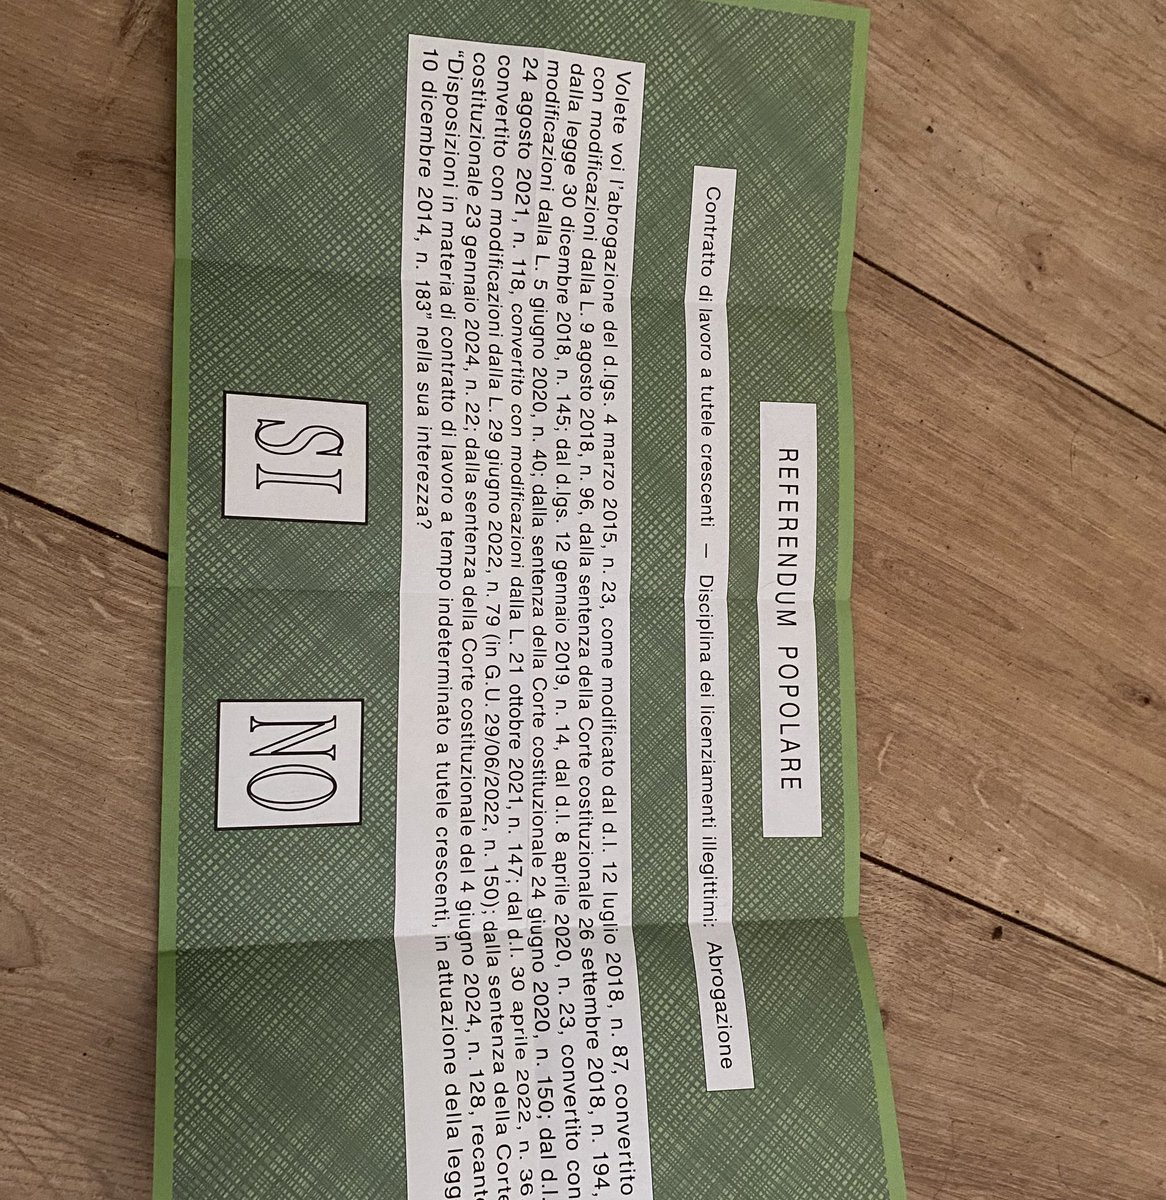 REFERENDUM POPOLARE
Contratto di lavoro a tutele crescenti — Disciplina dei licenziamenti illegittimi: Abrogazione
Volete voi l'abrogazione del d.lgs. 4 marzo 2015, n. 23, come modificato dal d.l. 12 luglio 2018, n. 87, convertito
con modificazioni dalla L. 9 agosto 2018, n. 96, dalla sentenza della Corte costituzionale 26 settembre 2018, n. 194,
dalla legge 30 dicembre 2018, n. 145; dal d.lgs. 12 gennaio 2019, n. 14, dal d.l. 8 aprile 2020, n. 23, convertito con
modificazioni dalla L. 5 giugno 2020, n. 40; dalla sentenza della Corte costituzionale 24 giugno 2020, n. 150; dal d.l.
24 agosto 2021, n. 118, convertito con modificazioni dalla L. 21 ottobre 2021, n. 147; dal d.l. 30 aprile 2022, n. 36
convertito con modificazioni dalla L. 29 giugno 2022, n. 79 (in G.U. 29/06/2022, n. 150); dalla sentenza della Corte
costituzionale 23 gennaio 2024, n. 22; dalla sentenza della Corte costituzionale del 4 giugno 2024, n. 128, recante
“Disposizioni in materia di contratto di lavoro a tempo indeterminato a tutele crescenti, in attuazione della legg
10 dicembre 2014, n. 183” nella sua interezza?
SI NO